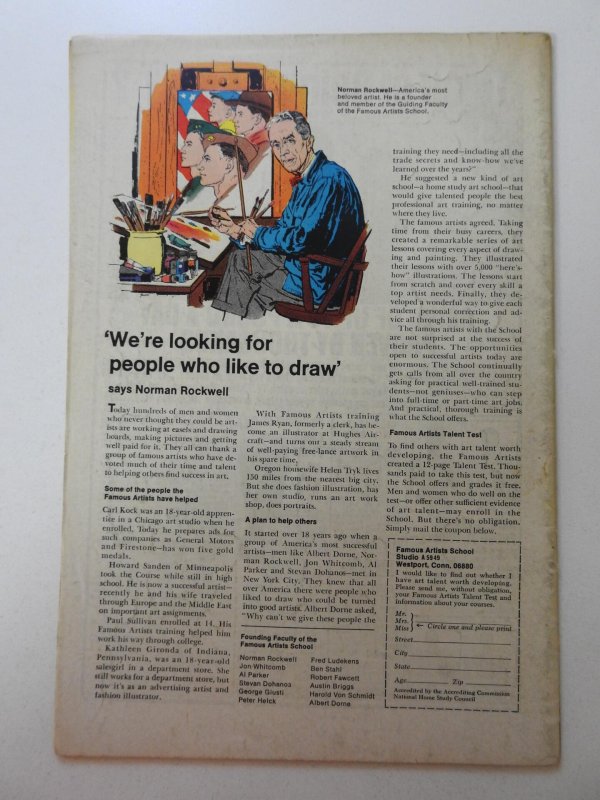 Norman Rockwell—America's most
beloved artist. He is a founder
and member of the Guiding Faculty
of the Famous Artists School.
'We're looking for
people who like to draw'
says Norman Rockwell
Today hundreds of men and women
who never thought they could be art-
ists are working at easels and drawing
boards, making pictures and getting
well paid for it. They all can thank a
group of famous artists who have de-
voted much of their time and talent
to helping others find success in art.
Some of the people the
Famous Artists have helped
Carl Kock was an 18-year-old appren-
tice in a Chicago art studio when he
enrolled. Today he prepares ads for
such companies as General Motors
and Firestone—has won five gold
medals.
Howard Sanden of Minneapolis
took the Course while still in high
school. He is now a successful artist—
recently he and his wife traveled
through Europe and the Middle East
on important art assignments.
Paul Sullivan enrolled at 14. His
Famous Artists training helped him
work his way through college.
Kathleen Gironda of Indiana,
Pennsylvania, was an 18-year-old
salesgirl in a department store. She
still works for a department store, but
now it's as an advertising artist and
fashion illustrator.
With Famous Artists training
James Ryan, formerly a clerk, has be-
come an illustrator at Hughes Air-
craft—and turns out a steady stream
of well-paying free-lance artwork in
his spare time.
Oregon housewife Helen Tryk lives
150 miles from the nearest big city.
But she does fashion illustration, has
her own studio, runs an art work
shop, does portraits.
A plan to help others
It started over 18 years ago when a
group of America's most successful
artists—men like Albert Dorne, Nor-
man Rockwell, Jon Whitcomb, Al
Parker and Stevan Dohanos—met in
New York City. They knew that all
over America there were people who
liked to draw who could be turned
into good artists. Albert Dorne asked,
"Why can't we give these people the
Founding Faculty of the
Famous Artists School
Norman Rockwell
Jon Whitcomb
Al Parker
Stevan Dohanos
George Giusti
Peter Helck
Fred Ludekens
Ben Stahl
Robert Fawcett
Austin Briggs
Harold Von Schmidt
Albert Dorne
training they need—including all the
trade secrets and know-how we've
learned over the years?"
He suggested a new kind of art
school—a home study art school—that
would give talented people the best
professional art training, no matter
where they live.
The famous artists agreed. Taking
time from their busy careers, they
created a remarkable series of art
lessons covering every aspect of draw-
ing and painting. They illustrated
their lessons with over 5,000 "here's-
how" illustrations. The lessons start
from scratch and cover every skill a
top artist needs. Finally, they de-
veloped a wonderful way to give each
student personal correction and ad-
vice all through his training.
The famous artists with the School
are not surprised at the success of
their students. The opportunities
open to successful artists today are
enormous. The School continually
gets calls from all over the country
asking for practical well-trained stu-
dents—not geniuses—who can step
into full-time or part-time art jobs.
And practical, thorough training is
what the School offers.
Famous Artists Talent Test
To find others with art talent worth
developing, the Famous Artists
created a 12-page Talent Test. Thou-
sands paid to take this test, but now
the School offers and grades it free.
Men and women who do well on the
test—or offer other sufficient evidence
of art talent—may enroll in the
School. But there's no obligation.
Simply mail the coupon below.
Famous Artists School
Studio A 5949
Westport, Conn. 06880
I would like to find out whether I
have art talent worth developing.
Please send me, without obligation,
your Famous Artists Talent Test and
information about your courses.
Mr.
Mrs.
Miss
← Circle one and please print
Street
City
State
Age Zip
Accredited by the Accrediting Commission
National Home Study Council